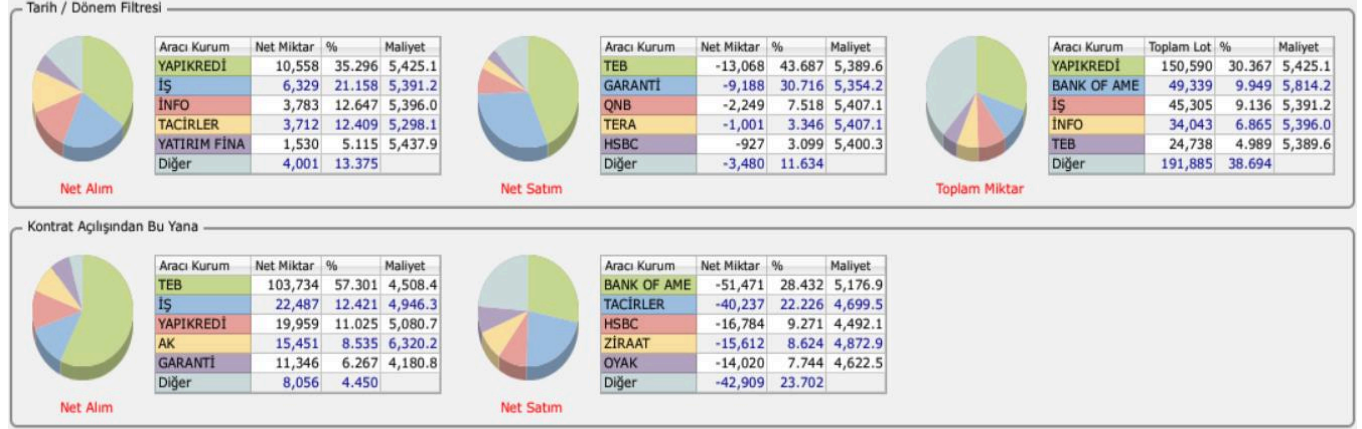 Tarih / Dönem Filtresi
Aracı Kurum Net Miktar % Maliyet
YAPIKREDİ 10,558 35.296 5,425.1
İŞ 6,329 21.158 5,391.2
İNFO 3,783 12.647 5,396.0
TACİRLER 3,712 12.409 5,298.1
YATIRIM FİNA 1,530 5.115 5,437.9
Diğer 4,001 13.375
Net Alım
Aracı Kurum Net Miktar % Maliyet
TEB -13,068 43.687 5,389.6
GARANTİ -9,188 30.716 5,354.2
QNB -2,249 7.518 5,407.1
TERA -1,001 3.346 5,407.1
HSBC -927 3.099 5,400.3
Diğer -3,480 11.634
Net Satım
Aracı Kurum Toplam Lot % Maliyet
YAPIKREDİ 150,590 30.367 5,425.1
BANK OF AME 49,339 9.949 5,814.2
İŞ 45,305 9.136 5,391.2
İNFO 34,043 6.865 5,396.0
TEB 24,738 4.989 5,389.6
Diğer 191,885 38.694
Toplam Miktar
Kontrat Açılışından Bu Yana
Aracı Kurum Net Miktar % Maliyet
TEB 103,734 57.301 4,508.4
İŞ 22,487 12.421 4,946.3
YAPIKREDİ 19,959 11.025 5,080.7
AK 15,451 8.535 6,320.2
GARANTİ 11,346 6.267 4,180.8
Diğer 8,056 4.450
Net Alım
Aracı Kurum Net Miktar % Maliyet
BANK OF AME -51,471 28.432 5,176.9
TACİRLER -40,237 22.226 4,699.5
HSBC -16,784 9.271 4,492.1
ZİRAAT -15,612 8.624 4,872.9
OYAK -14,020 7.744 4,622.5
Diğer -42,909 23.702
Net Satım